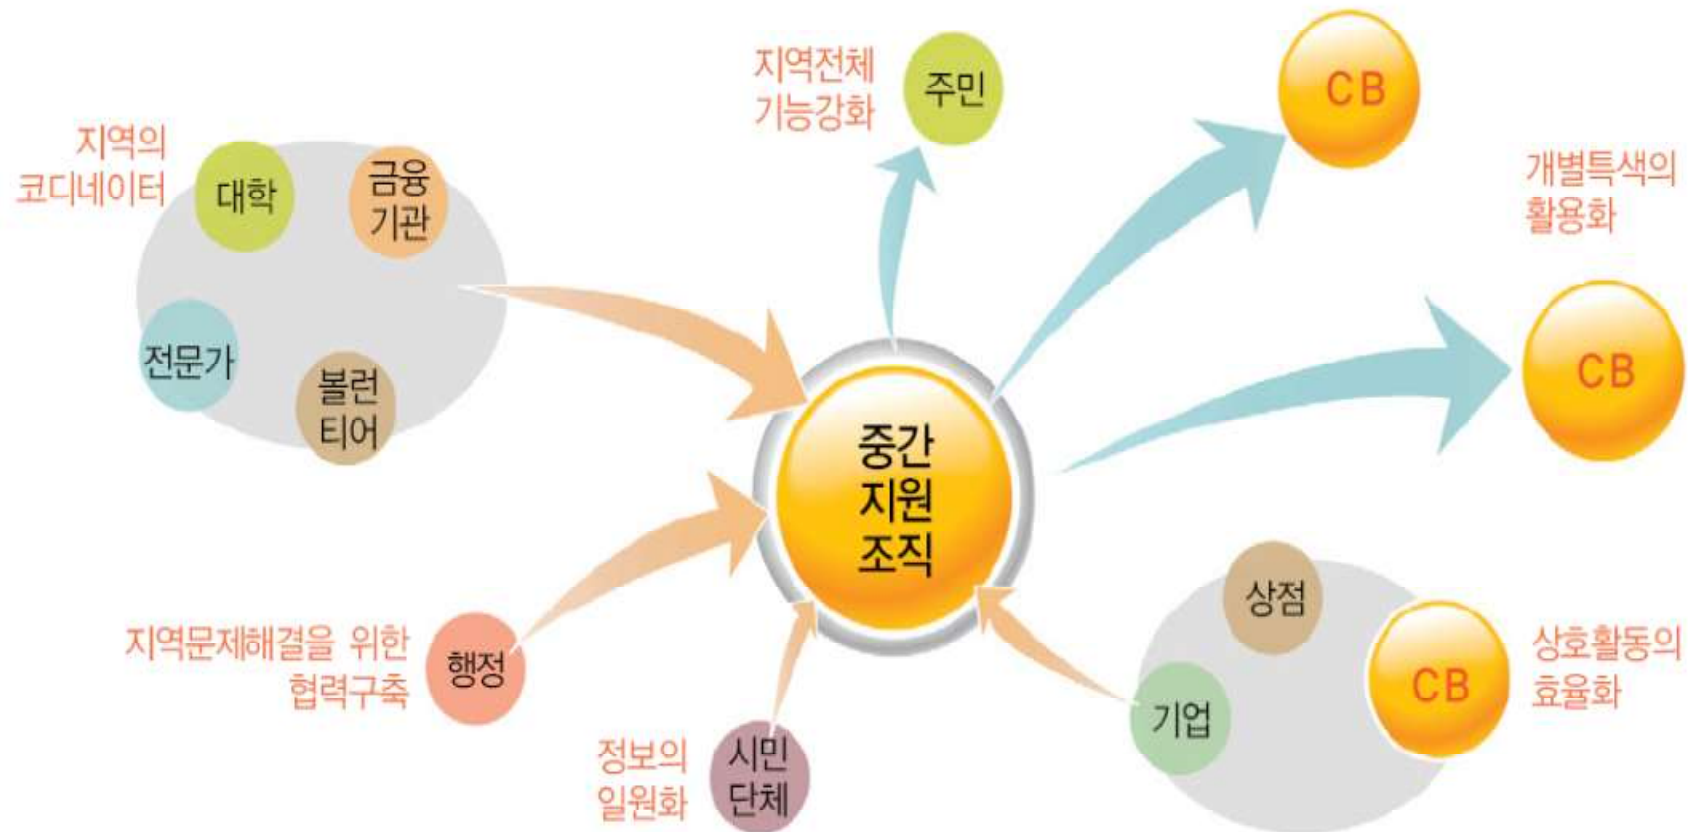 지역의
코디네이터
대학
금융
기관
전문가
볼런
티어
지역전체
기능강화
주민
CB
개별특색의
활용화
CB
중간
지원
조직
지역문제해결을 위한
협력구축
행정
정보의
일원화
시민
단체
상점
기업
CB
상호활동의
효율화